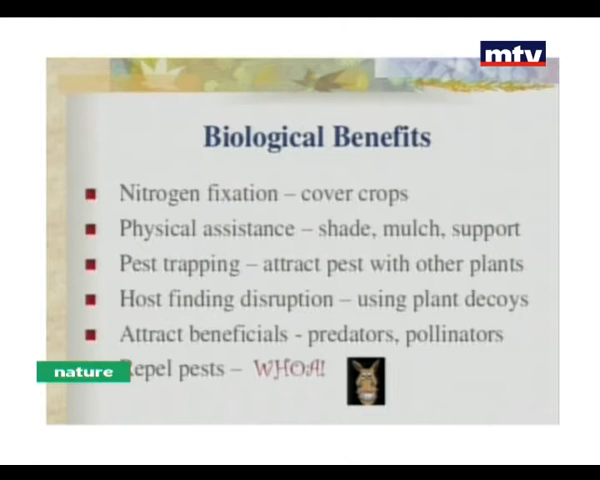 mtv
Biological Benefits
Nitrogen fixation – cover crops
Physical assistance – shade, mulch, support
Pest trapping – attract pest with other plants
Host finding disruption – using plant decoys
Attract beneficials - predators, pollinators
nature
Repel pests – WHOA!